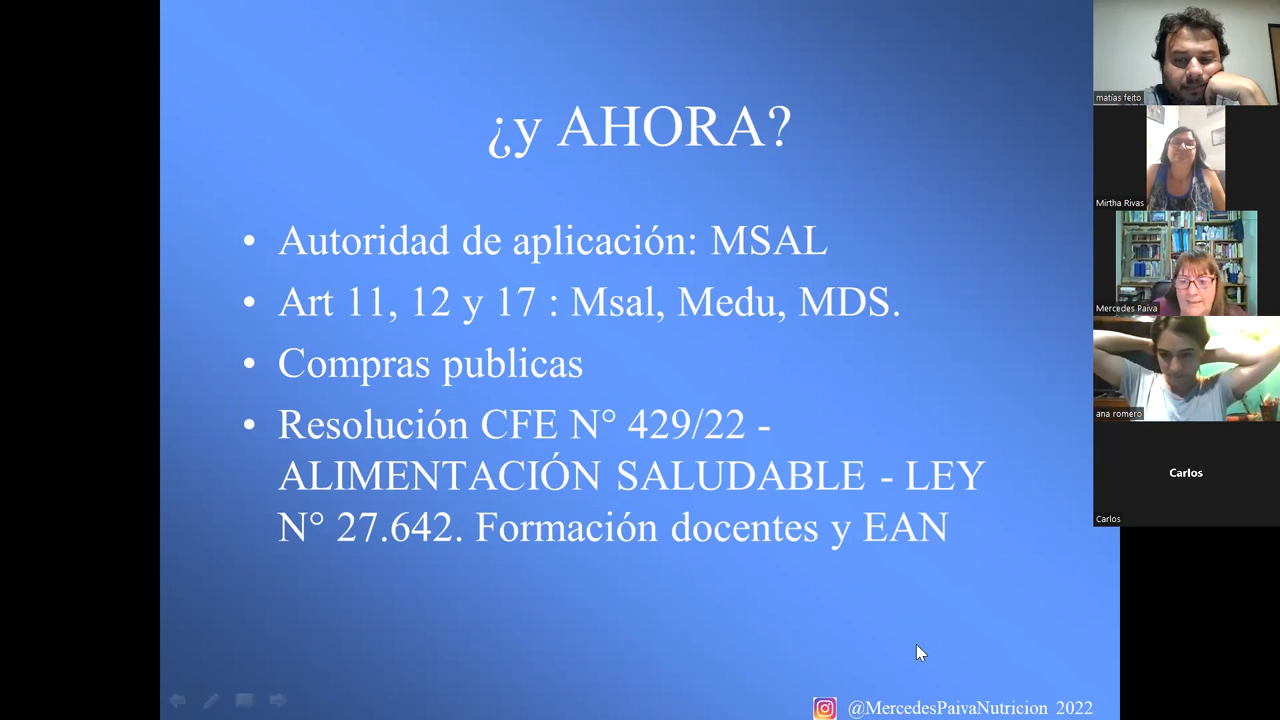 ¿y AHORA?
• Autoridad de aplicación: MSAL
• Art 11, 12 y 17 : Msal, Medu, MDS.
• Compras publicas
• Resolución CFE N° 429/22 -
ALIMENTACIÓN SALUDABLE - LEY
N° 27.642. Formación docentes y EAN
@MercedesPaivaNutricion 2022
matías feito
Mirtha Rivas
Mercedes Paiva
ana romero
Carlos
Carlos